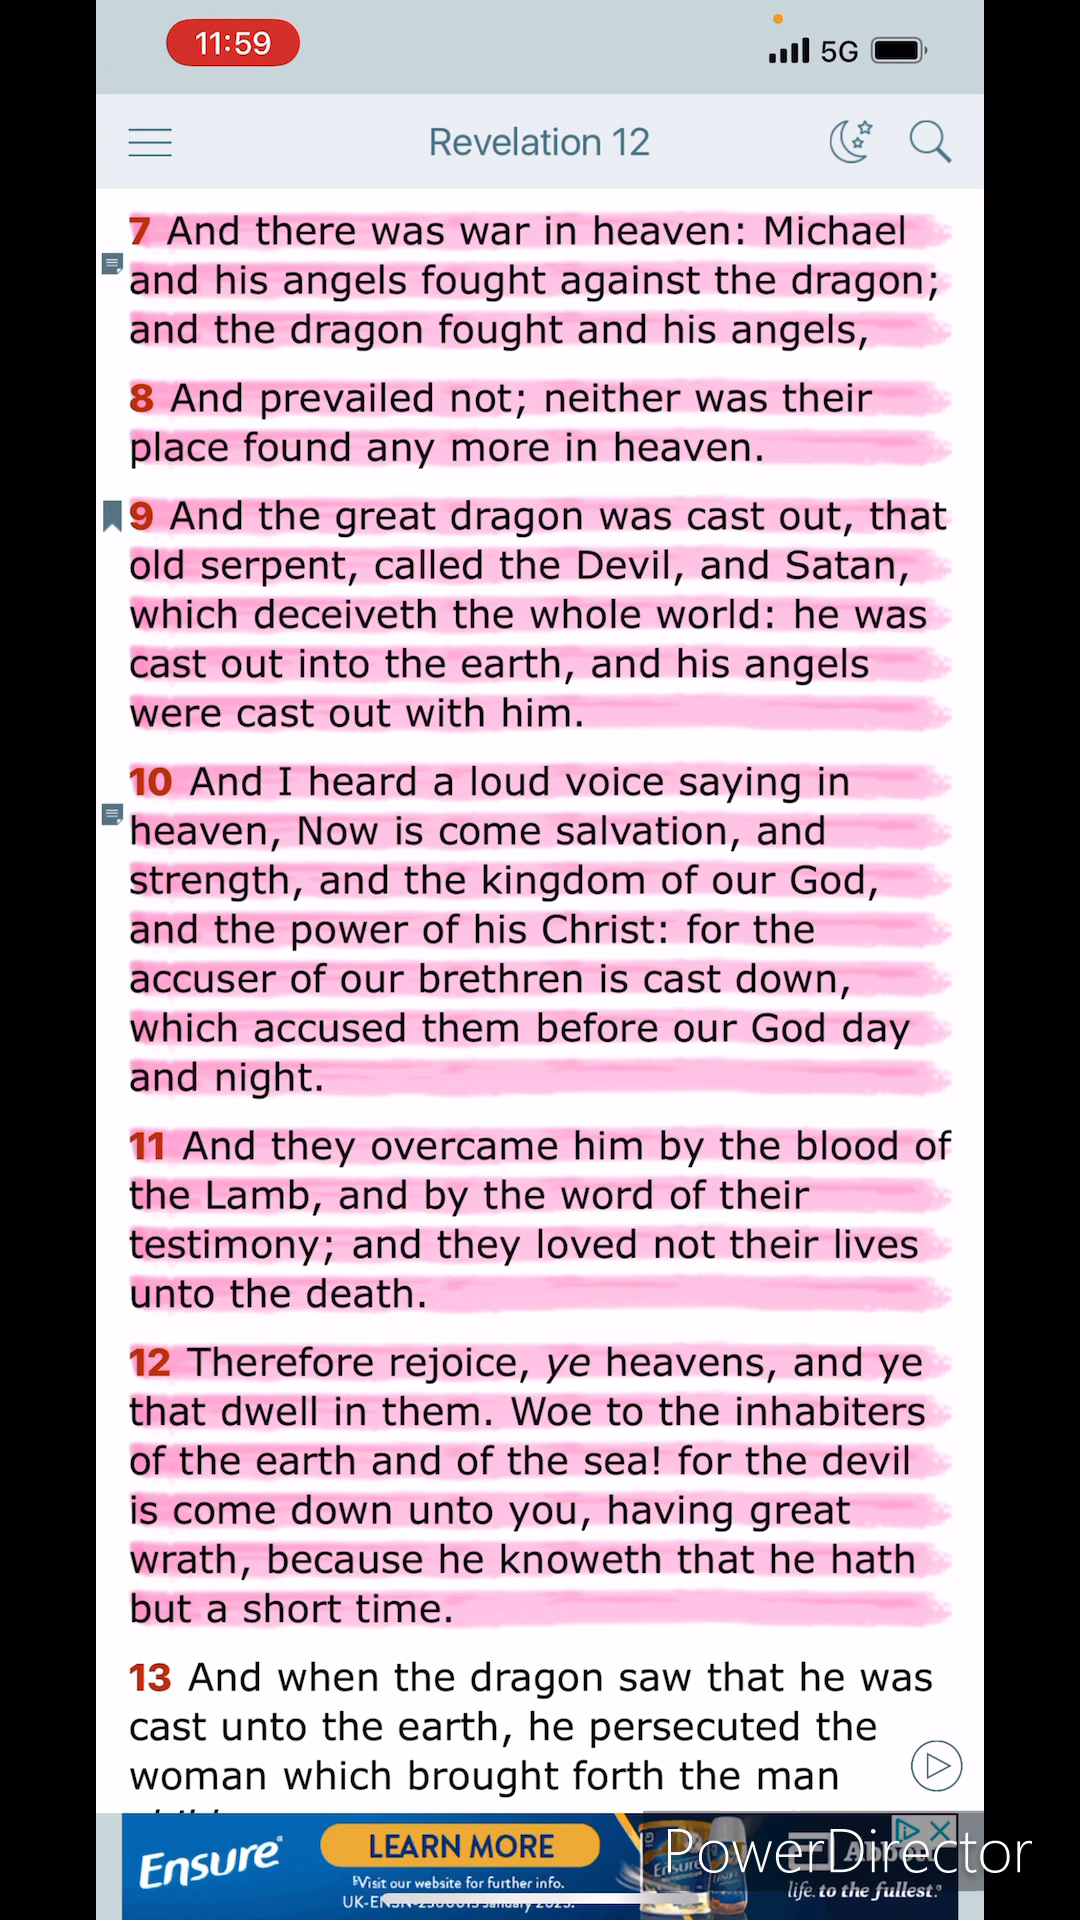 11:59
5G
Revelation 12
7 And there was war in heaven: Michael
and his angels fought against the dragon;
and the dragon fought and his angels,
8 And prevailed not; neither was their
place found any more in heaven.
9 And the great dragon was cast out, that
old serpent, called the Devil, and Satan,
which deceiveth the whole world: he was
cast out into the earth, and his angels
were cast out with him.
10 And I heard a loud voice saying in
heaven, Now is come salvation, and
strength, and the kingdom of our God,
and the power of his Christ: for the
accuser of our brethren is cast down,
which accused them before our God day
and night.
11 And they overcame him by the blood of
the Lamb, and by the word of their
testimony; and they loved not their lives
unto the death.
12 Therefore rejoice, ye heavens, and ye
that dwell in them. Woe to the inhabiters
of the earth and of the sea! for the devil
is come down unto you, having great
wrath, because he knoweth that he hath
but a short time.
13 And when the dragon saw that he was
cast unto the earth, he persecuted the
woman which brought forth the man
Ensure
LEARN MORE
Visit our website for further info.
Ensure
Abbott
life. to the fullest.®
PowerDirector